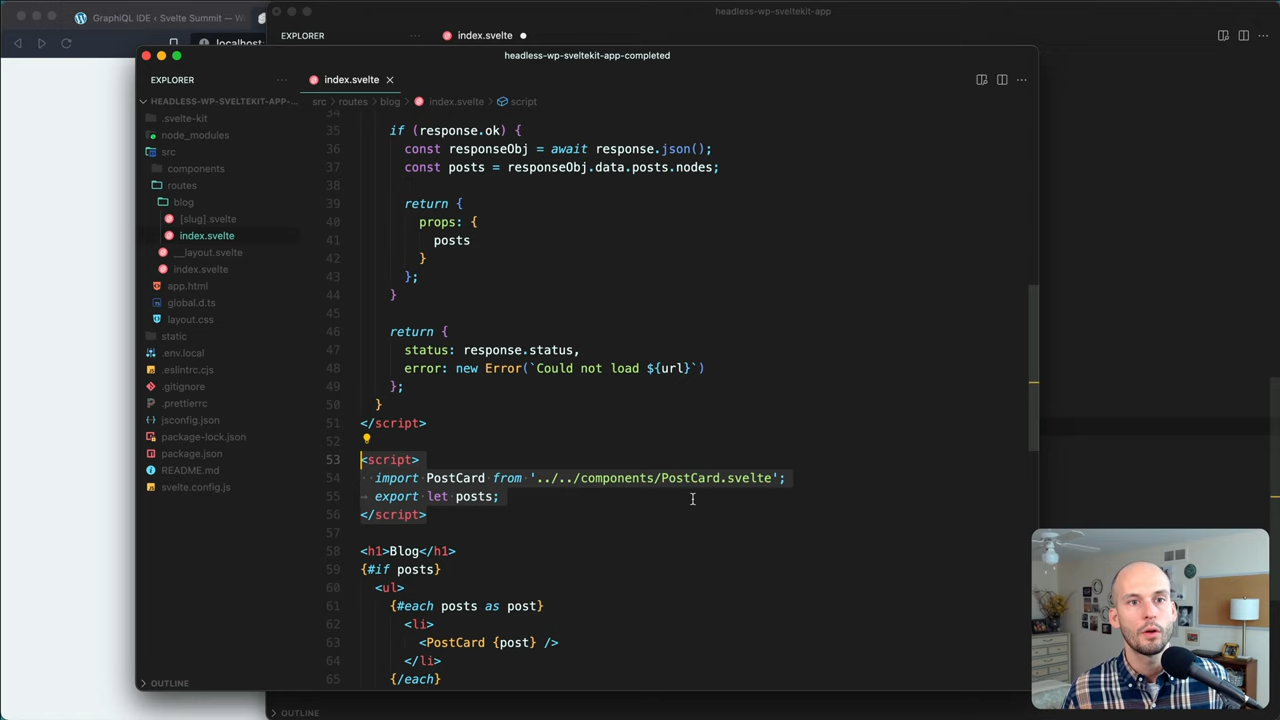 GraphiQL IDE ‹ Svelte Summit — W
localhost:
headless-wp-sveltekit-app
EXPLORER
index.svelte
headless-wp-sveltekit-app-completed
EXPLORER
index.svelte
HEADLESS-WP-SVELTEKIT-APP-...
src > routes > blog > index.svelte > script
.svelte-kit
node_modules
src
components
routes
blog
[slug].svelte
index.svelte
__layout.svelte
index.svelte
app.html
global.d.ts
layout.css
static
.env.local
.eslintrc.cjs
.gitignore
.prettierrc
jsconfig.json
package-lock.json
package.json
README.md
svelte.config.js
OUTLINE
34
35 if (response.ok) {
36 const responseObj = await response.json();
37 const posts = responseObj.data.posts.nodes;
38
39 return {
40 props: {
41 posts
42 }
43 };
44 }
45
46 return {
47 status: response.status,
48 error: new Error(`Could not load ${url}`)
49 };
50 }
51 </script>
52
53 <script>
54 import PostCard from '../../components/PostCard.svelte';
55 export let posts;
56 </script>
57
58 <h1>Blog</h1>
59 {#if posts}
60 <ul>
61 {#each posts as post}
62 <li>
63 <PostCard {post} />
64 </li>
65 {/each}
OUTLINE